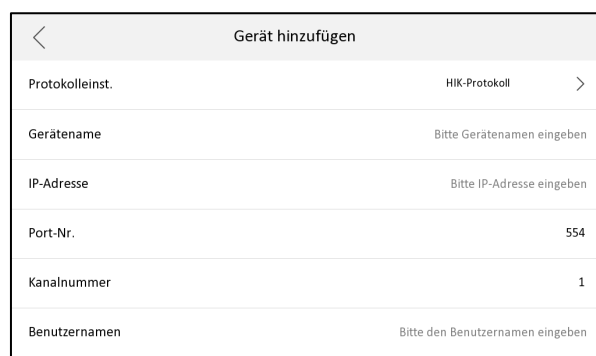 Gerät hinzufügen
Protokolleinst. HIK-Protokoll
Gerätename Bitte Gerätenamen eingeben
IP-Adresse Bitte IP-Adresse eingeben
Port-Nr. 554
Kanalnummer 1
Benutzernamen Bitte den Benutzernamen eingeben